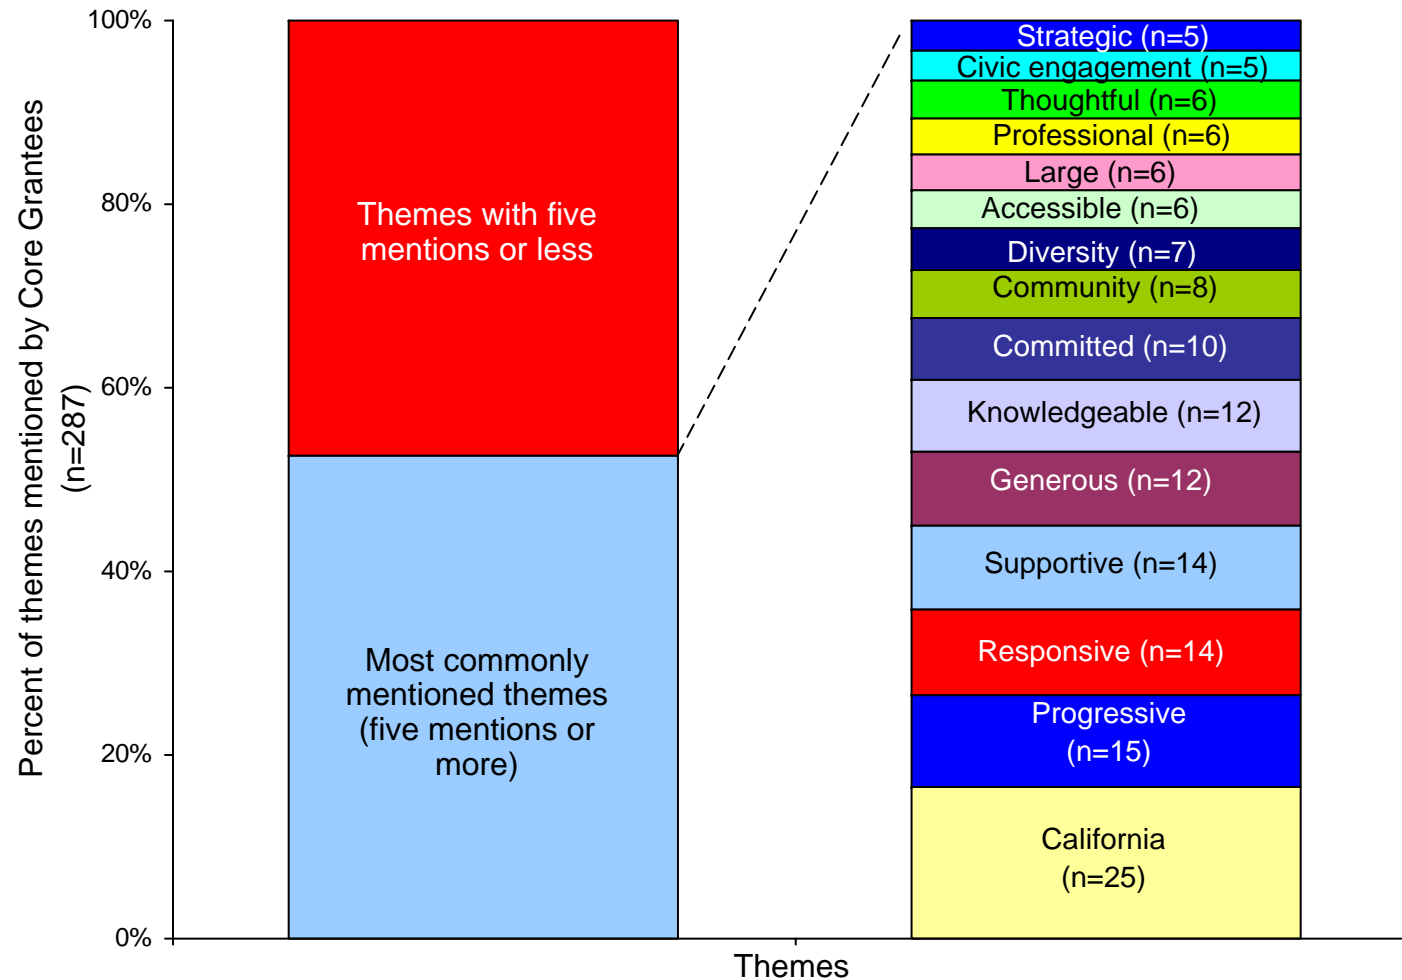 Percent of themes mentioned by Core Grantees
(n=287)
100%
80%
60%
40%
20%
0%
Themes with five
mentions or less
Most commonly
mentioned themes
(five mentions or
more)
Strategic (n=5)
Civic engagement (n=5)
Thoughtful (n=6)
Professional (n=6)
Large (n=6)
Accessible (n=6)
Diversity (n=7)
Community (n=8)
Committed (n=10)
Knowledgeable (n=12)
Generous (n=12)
Supportive (n=14)
Responsive (n=14)
Progressive
(n=15)
California
(n=25)
Themes